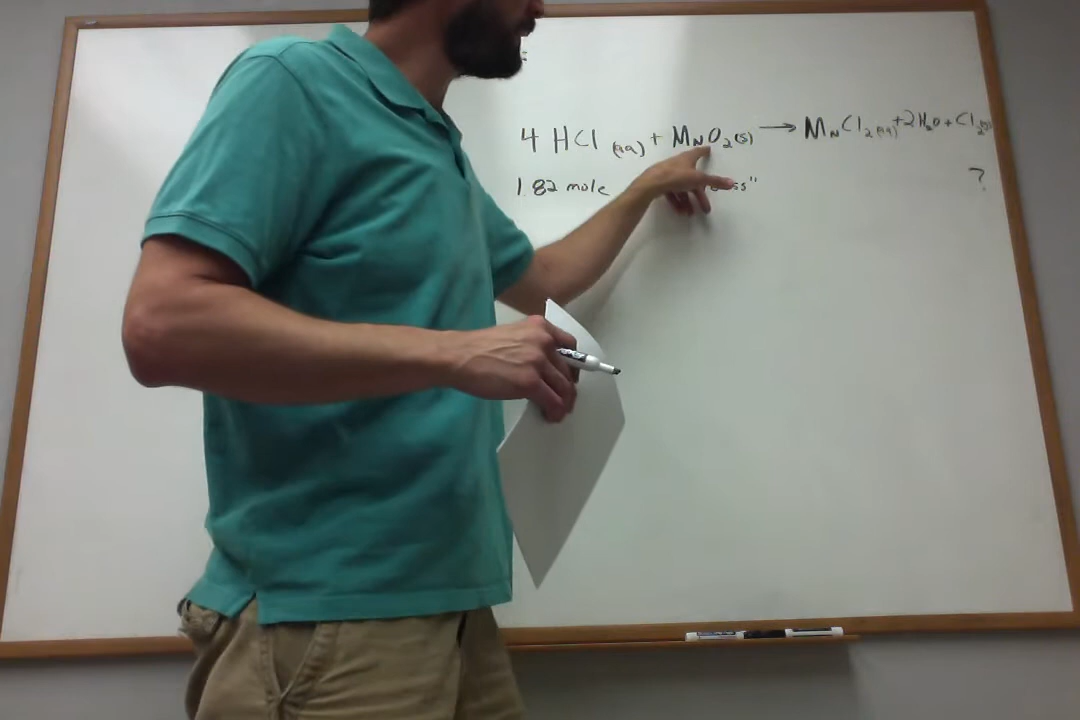 4 HCl (aq) + MnO2(s) → MnCl2(aq) + 2H2O + Cl2(g)
1.82 mole ?